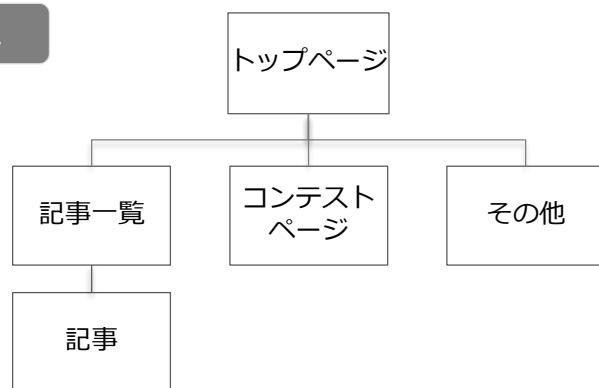 トップページ
記事一覧
コンテスト
ページ
その他
記事